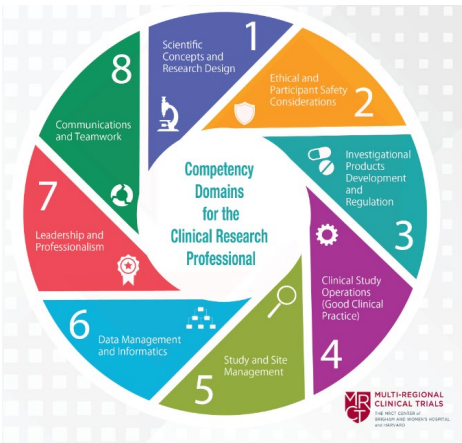 Competency
Domains
for the
Clinical Research
Professional
1
Scientific
Concepts and
Research Design
2
Ethical and
Participant Safety
Considerations
3
Investigational
Products
Development
and
Regulation
4
Clinical Study
Operations
(Good Clinical
Practice)
5
Study and Site
Management
6
Data Management
and Informatics
7
Leadership and
Professionalism
8
Communications
and Teamwork
MRCT
MULTI-REGIONAL
CLINICAL TRIALS
THE MRCT CENTER of
BRIGHAM AND WOMEN'S HOSPITAL
and HARVARD